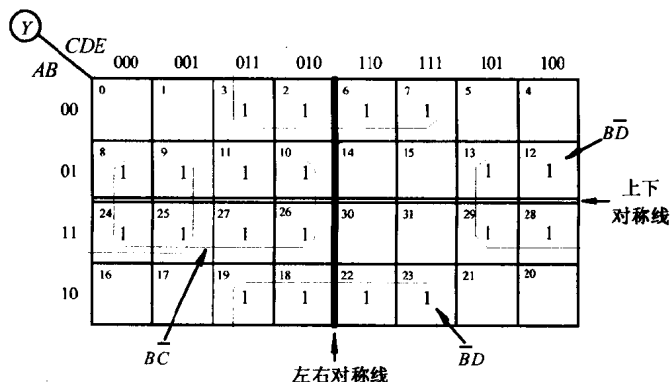 Y
CDE
AB 000 001 011 010 110 111 101 100
0 1 3 2 6 7 5 4
00 1 1 1 1
B\overline{D}
8 9 11 10 14 15 13 12
01 1 1 1 1 1 1
上下
对称线
24 25 27 26 30 31 29 28
11 1 1 1 1 1 1
16 17 19 18 22 23 21 20
10 1 1 1 1
B\overline{C} \overline{B}D
左右对称线